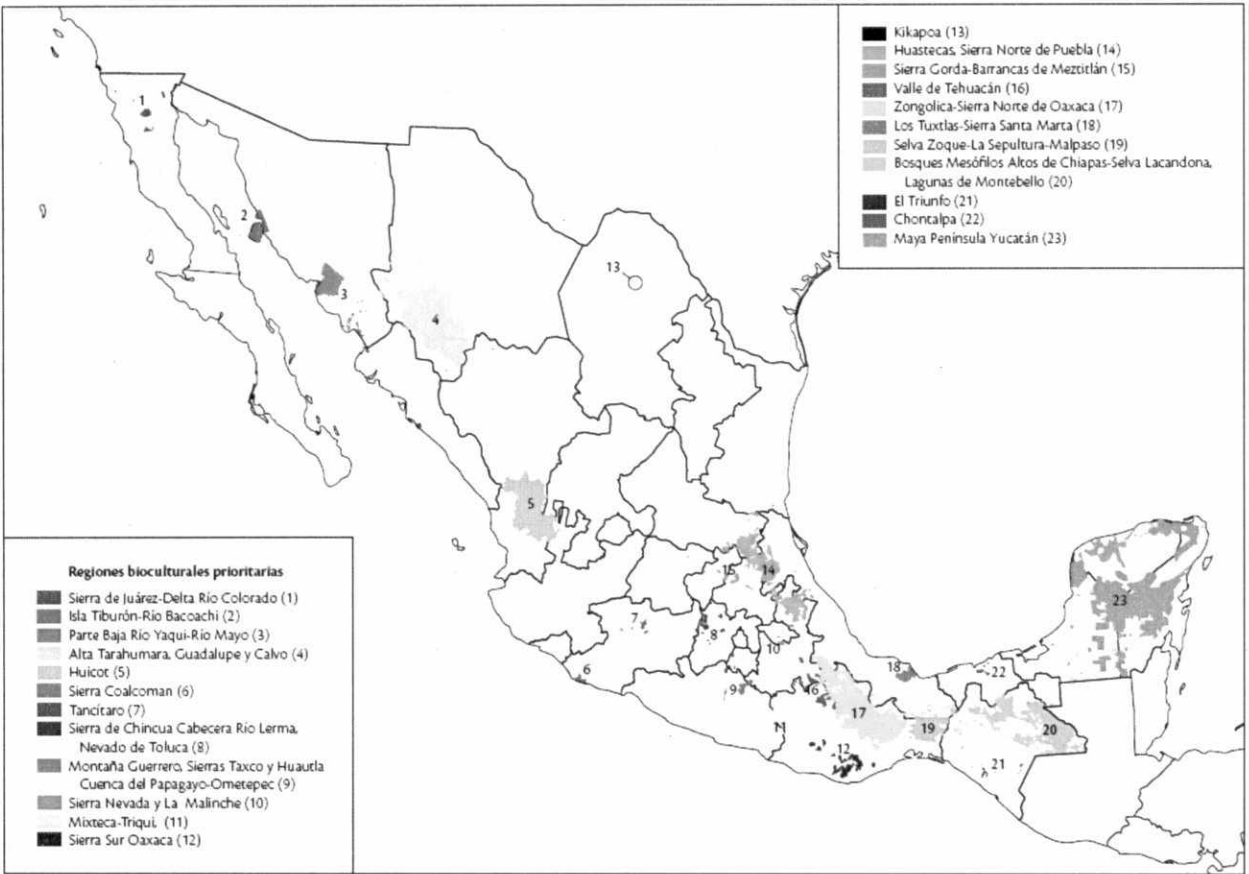 Kikapoa (13)
Huastecas, Sierra Norte de Puebla (14)
Sierra Gorda-Barrancas de Meztitlán (15)
Valle de Tehuacán (16)
Zongolica-Sierra Norte de Oaxaca (17)
Los Tuxtlas-Sierra Santa Marta (18)
Selva Zoque-La Sepultura-Malpaso (19)
Bosques Mesófilos Altos de Chiapas-Selva Lacandona,
Lagunas de Montebello (20)
El Triunfo (21)
Chontalpa (22)
Maya Península Yucatán (23)
1
2
3
4
13
5
15
14
23
7
8
10
6
9
16
18
22
17
19
20
11
12
21
Regiones bioculturales prioritarias
Sierra de Juárez-Delta Río Colorado (1)
Isla Tiburón-Río Bacoachi (2)
Parte Baja Río Yaqui-Río Mayo (3)
Alta Tarahumara, Guadalupe y Calvo (4)
Huicot (5)
Sierra Coalcoman (6)
Tancítaro (7)
Sierra de Chincua Cabecera Río Lerma,
Nevado de Toluca (8)
Montaña Guerrero, Sierras Taxco y Huautla
Cuenca del Papagayo-Ometepec (9)
Sierra Nevada y La Malinche (10)
Mixteca-Triqui, (11)
Sierra Sur Oaxaca (12)